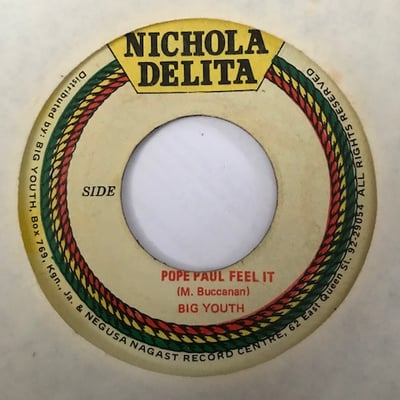 NICHOLA
DELITA
SIDE
POPE PAUL FEEL IT
(M. Buccanan)
BIG YOUTH
Distributed by: BIG YOUTH, Box 769, Kgn., Ja. & NEGUSA NAGAST RECORD CENTRE, 62 East Queen St. 92-29054 ALL RIGHTS RESERVED